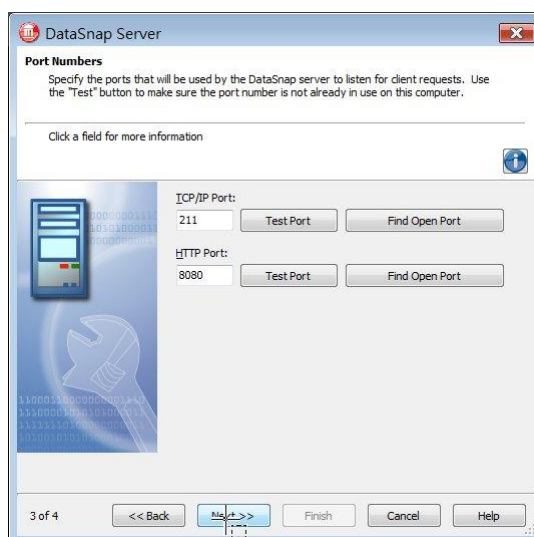 DataSnap Server
Port Numbers
Specify the ports that will be used by the DataSnap server to listen for client requests. Use
the "Test" button to make sure the port number is not already in use on this computer.
Click a field for more information
TCP/IP Port:
211 Test Port Find Open Port
HTTP Port:
8080 Test Port Find Open Port
3 of 4 << Back Next >> Finish Cancel Help